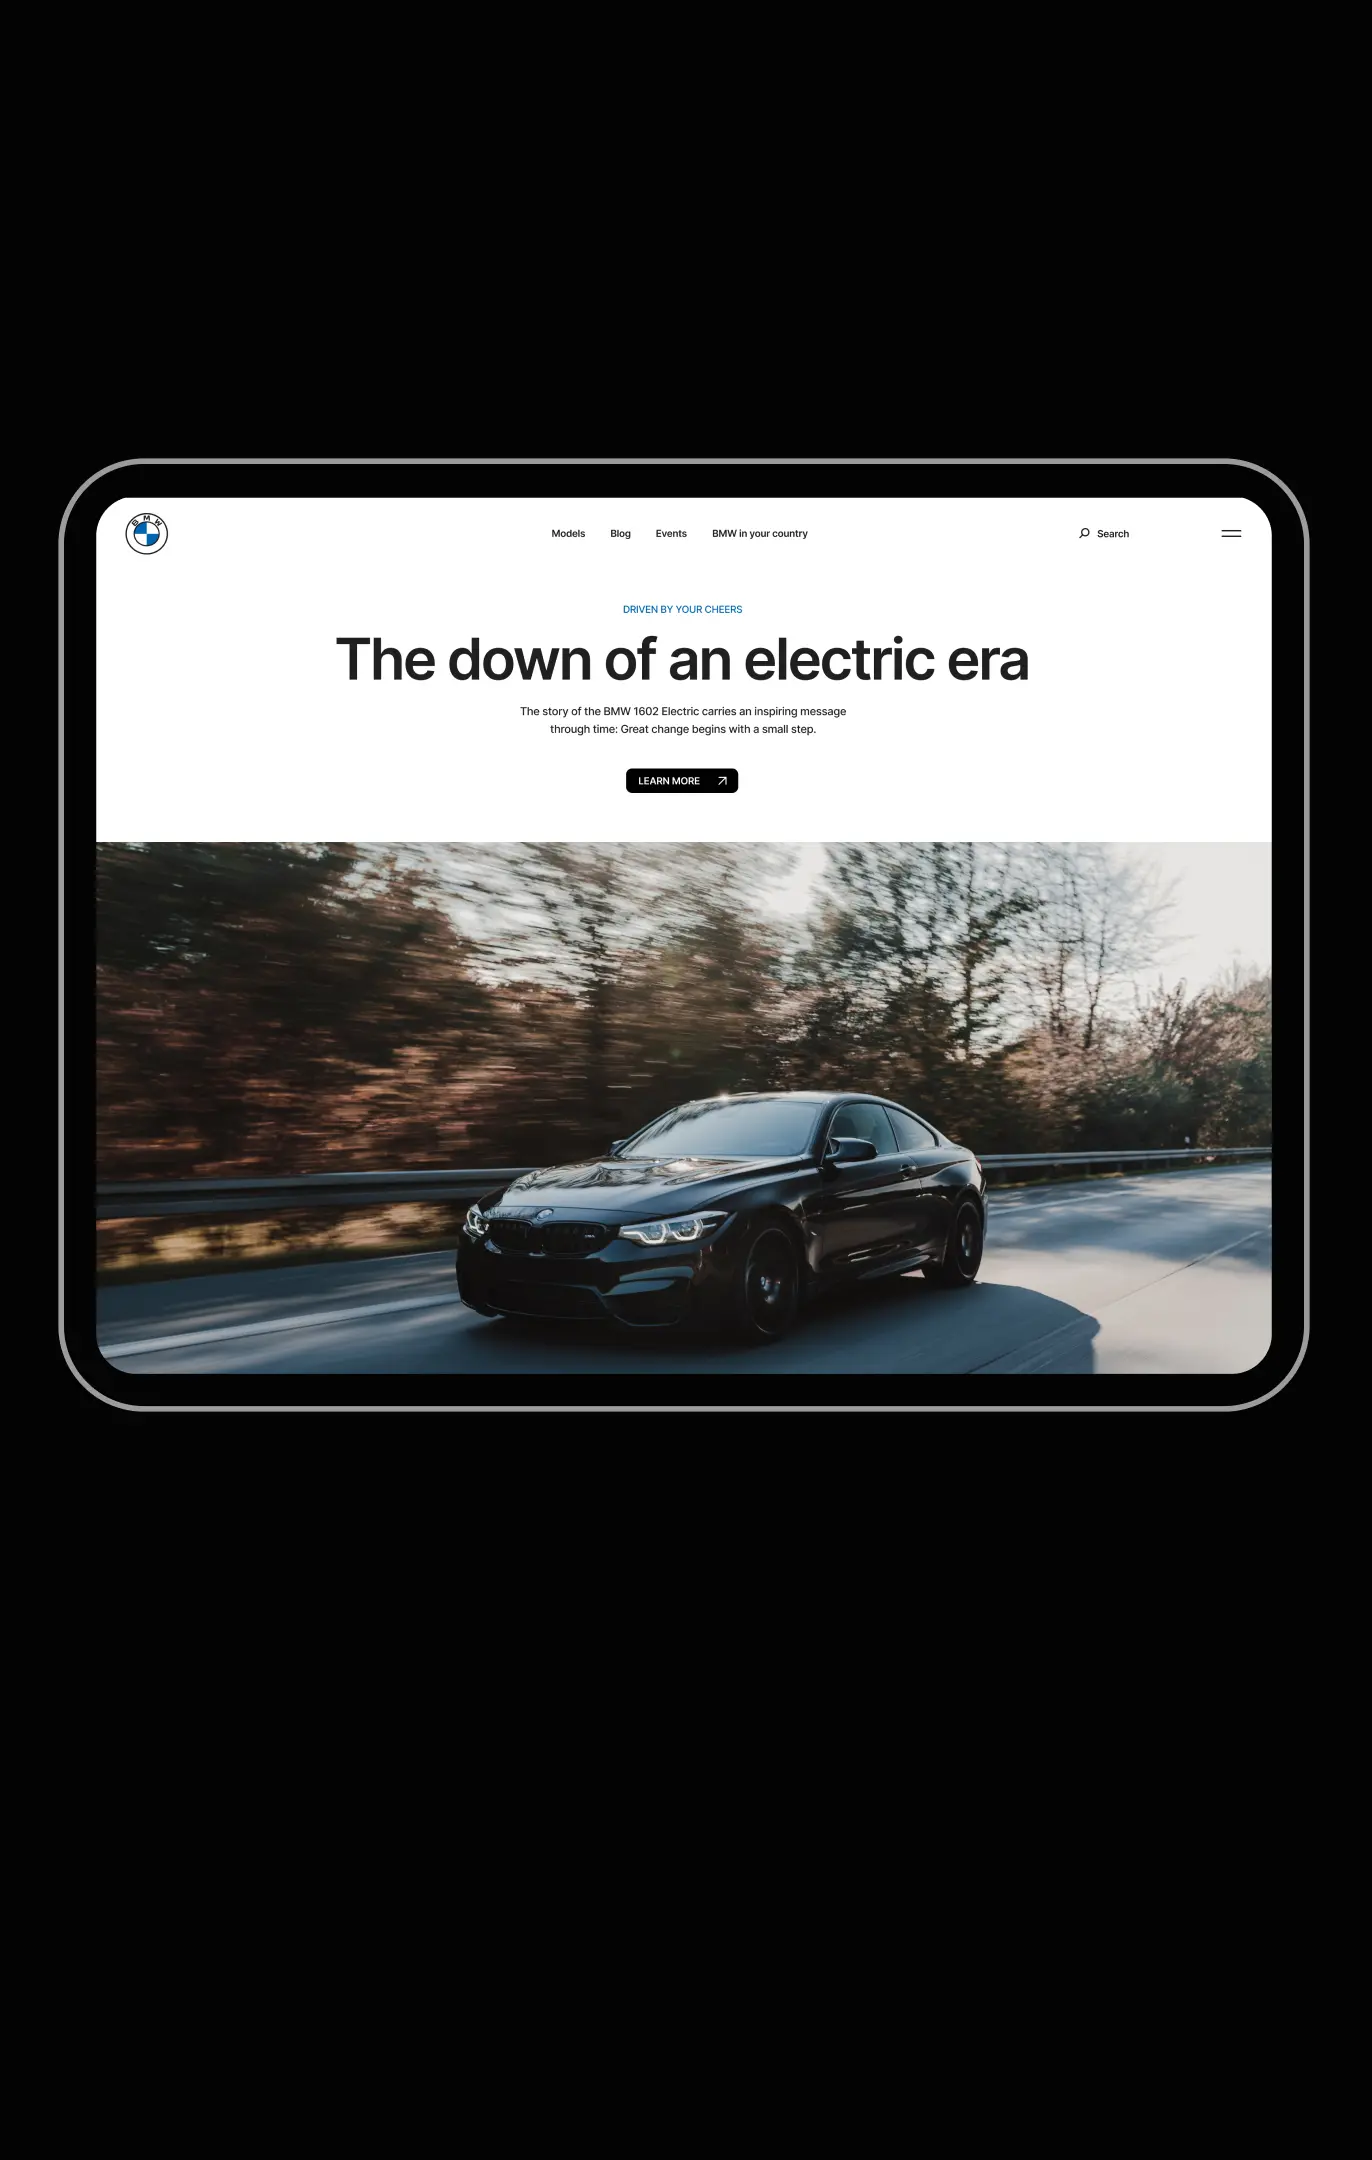 BMW
Models
Blog
Events
BMW in your country
Search
DRIVEN BY YOUR CHEERS
The down of an electric era
The story of the BMW 1602 Electric carries an inspiring message
through time: Great change begins with a small step.
LEARN MORE